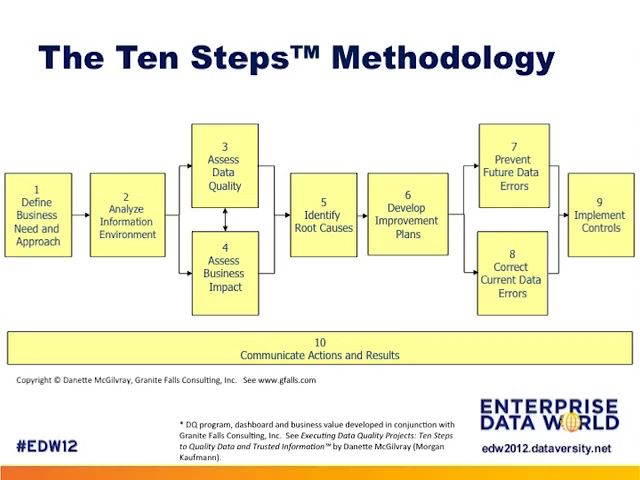 The Ten Steps™ Methodology
1
Define
Business
Need and
Approach
2
Analyze
Information
Environment
3
Assess
Data
Quality
4
Assess
Business
Impact
5
Identify
Root Causes
6
Develop
Improvement
Plans
7
Prevent
Future Data
Errors
8
Correct
Current Data
Errors
9
Implement
Controls
10
Communicate Actions and Results
Copyright © Danette McGilvray, Granite Falls Consulting, Inc.   See www.gfalls.com
* DQ program, dashboard and business value developed in conjunction with
Granite Falls Consulting, Inc.  See Executing Data Quality Projects: Ten Steps
to Quality Data and Trusted Information™ by Danette McGilvray (Morgan
Kaufmann).
#EDW12
ENTERPRISE
DATA WORLD
edw2012.dataversity.net